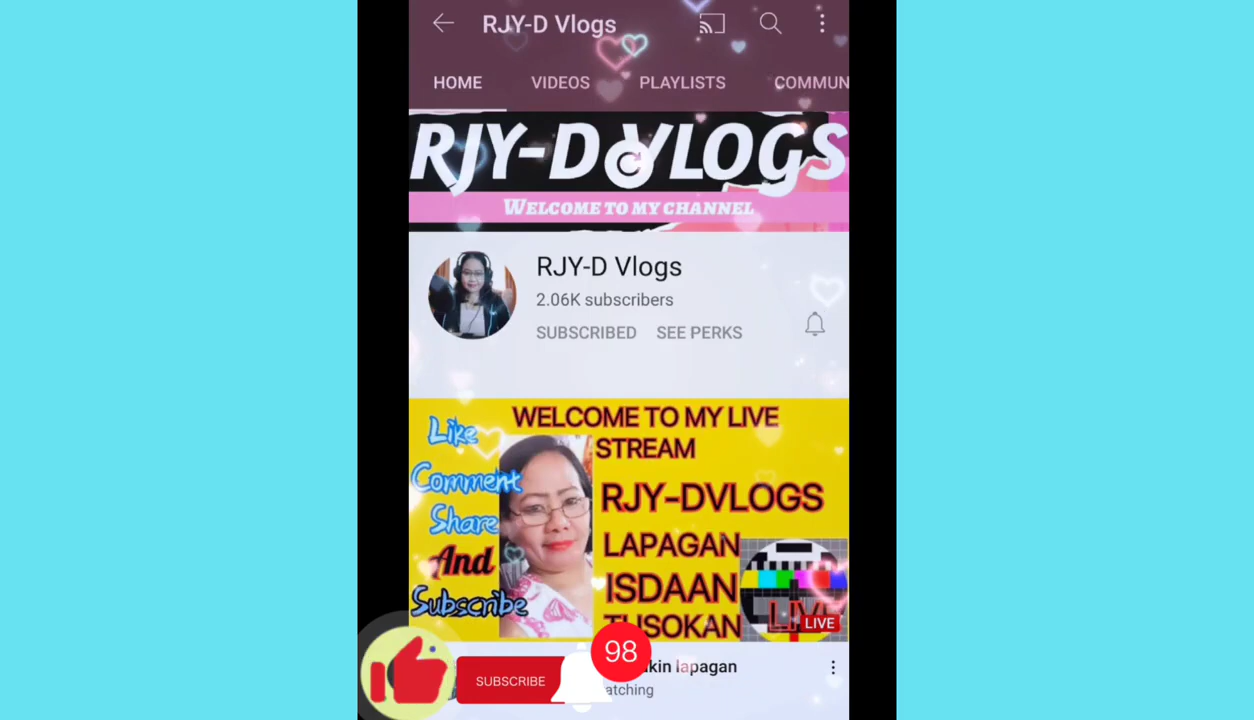 RJY-D Vlogs
HOME VIDEOS PLAYLISTS COMMUN
RJY-D VLOGS
WELCOME TO MY CHANNEL
RJY-D Vlogs
2.06K subscribers
SUBSCRIBED SEE PERKS
WELCOME TO MY LIVE
STREAM
Like
Comment
Share
And
Subscribe
RJY-DVLOGS
LAPAGAN
ISDAAN
TUSOKAN
LIVE
LIVE
98
SUBSCRIBE
kin lapagan
atching